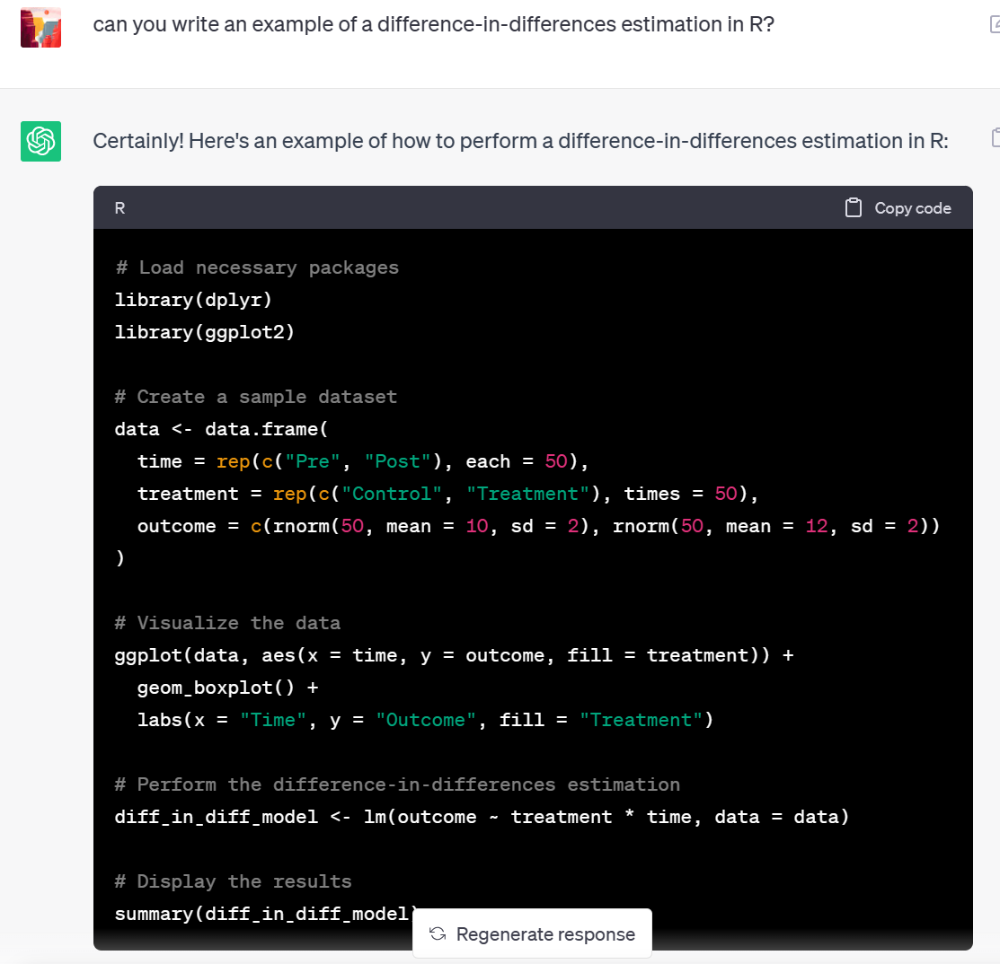 can you write an example of a difference-in-differences estimation in R?
Certainly! Here's an example of how to perform a difference-in-differences estimation in R:
R
Copy code
# Load necessary packages
library(dplyr)
library(ggplot2)
# Create a sample dataset
data <- data.frame(
  time = rep(c("Pre", "Post"), each = 50),
  treatment = rep(c("Control", "Treatment"), times = 50),
  outcome = c(rnorm(50, mean = 10, sd = 2), rnorm(50, mean = 12, sd = 2))
)
# Visualize the data
ggplot(data, aes(x = time, y = outcome, fill = treatment)) +
  geom_boxplot() +
  labs(x = "Time", y = "Outcome", fill = "Treatment")
# Perform the difference-in-differences estimation
diff_in_diff_model <- lm(outcome ~ treatment * time, data = data)
# Display the results
summary(diff_in_diff_model)
Regenerate response